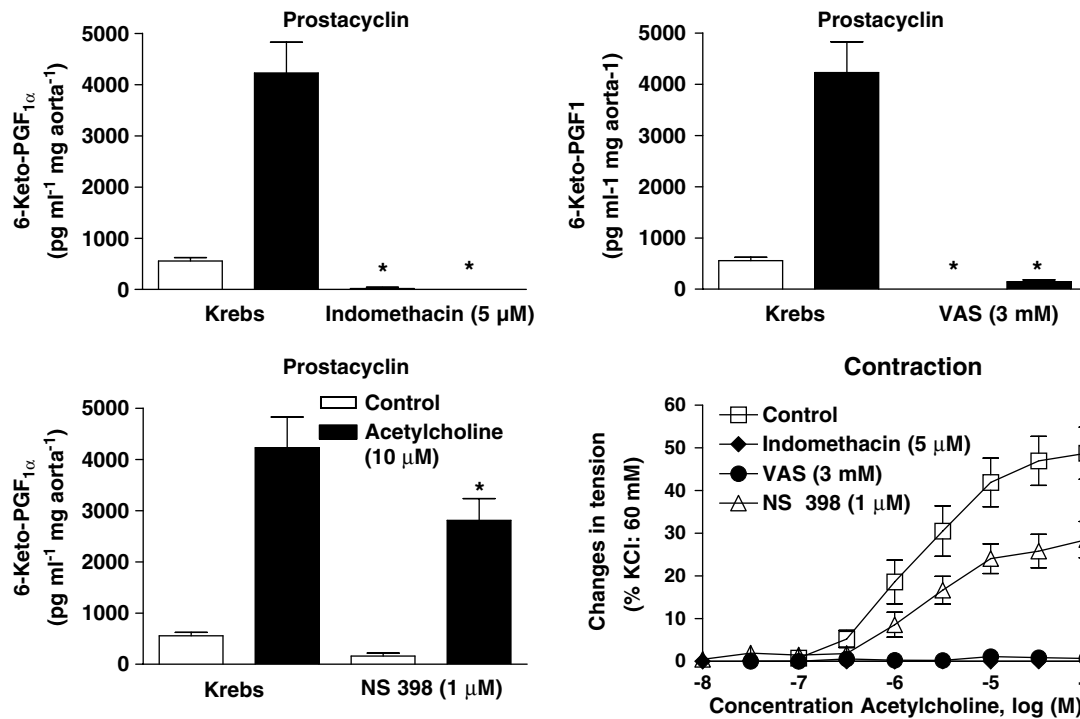 Prostacyclin
6-Keto-PGF1α
(pg ml-1 mg aorta-1)
5000
4000
3000
2000
1000
0
*
*
Krebs
Indomethacin (5 μM)
Prostacyclin
6-Keto-PGF1
(pg ml-1 mg aorta-1)
5000
4000
3000
2000
1000
0
*
*
Krebs
VAS (3 mM)
Prostacyclin
6-Keto-PGF1α
(pg ml-1 mg aorta-1)
5000
4000
3000
2000
1000
0
Control
Acetylcholine
(10 μM)
*
Krebs
NS 398 (1 μM)
Contraction
Changes in tension
(% KCl: 60 mM)
60
50
40
30
20
10
0
Control
Indomethacin (5 μM)
VAS (3 mM)
NS 398 (1 μM)
-8 -7 -6 -5
Concentration Acetylcholine, log (M)